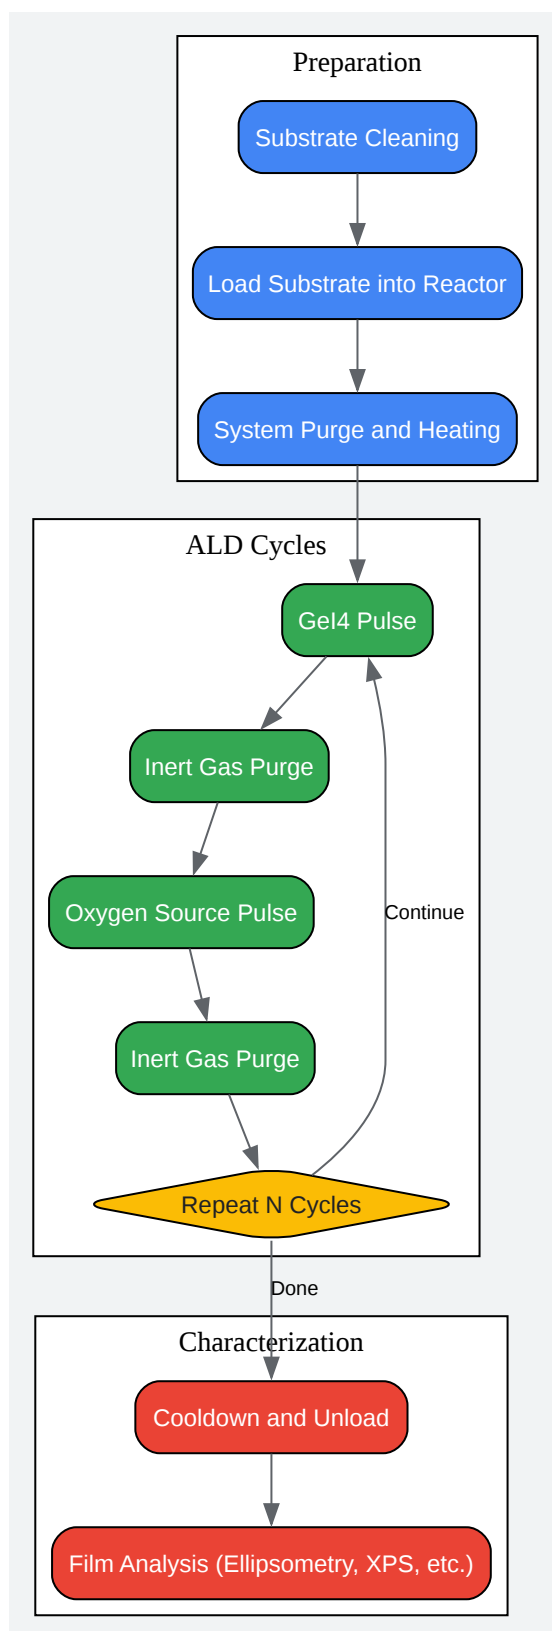 Preparation
Substrate Cleaning
Load Substrate into Reactor
System Purge and Heating
ALD Cycles
GeI4 Pulse
Inert Gas Purge
Oxygen Source Pulse
Continue
Inert Gas Purge
Repeat N Cycles
Done
Characterization
Cooldown and Unload
Film Analysis (Ellipsometry, XPS, etc.)